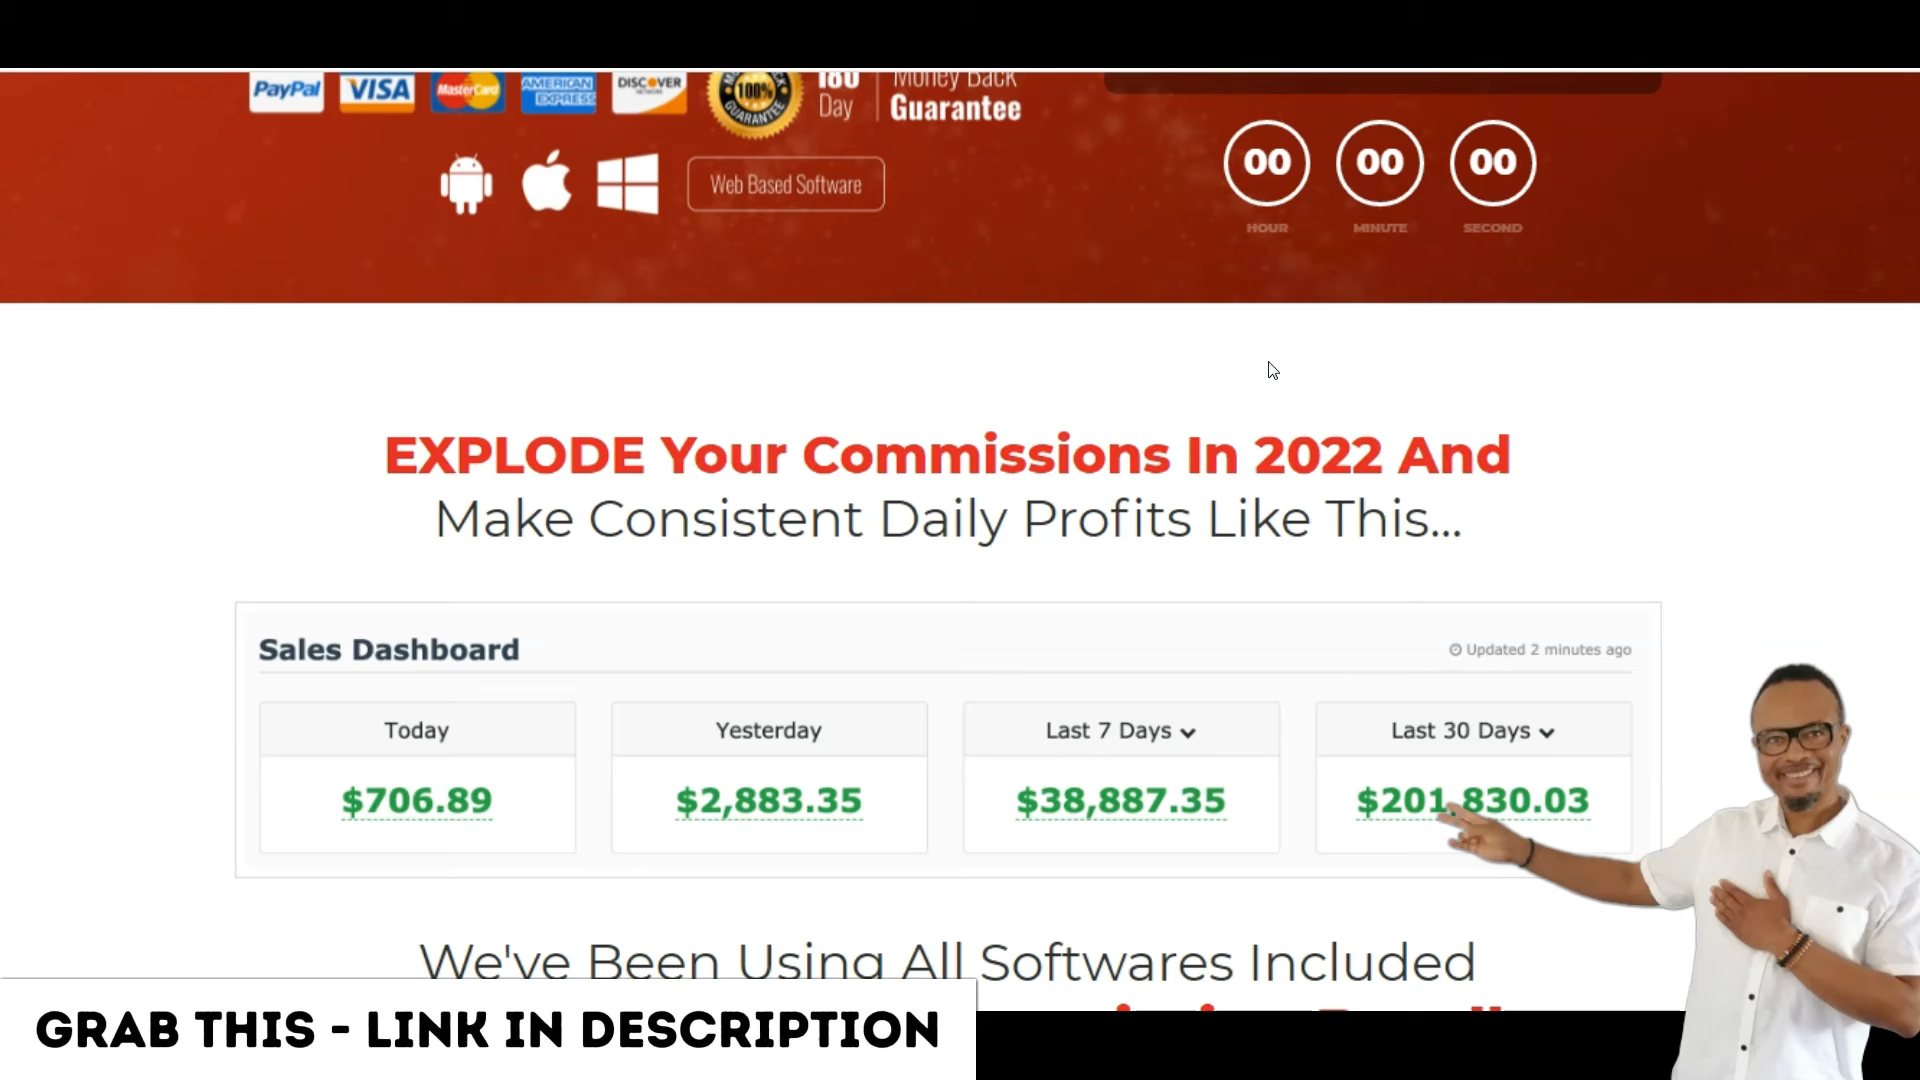 PayPal VISA MasterCard AMERICAN EXPRESS DISCOVER 100% GUARANTEE 180 Day Money Back Guarantee
Web Based Software
00 00 00
HOUR MINUTE SECOND
EXPLODE Your Commissions In 2022 And
Make Consistent Daily Profits Like This...
Sales Dashboard
Updated 2 minutes ago
Today Yesterday Last 7 Days Last 30 Days
$706.89 $2,883.35 $38,887.35 $201,830.03
We've Been Using All Softwares Included
GRAB THIS - LINK IN DESCRIPTION